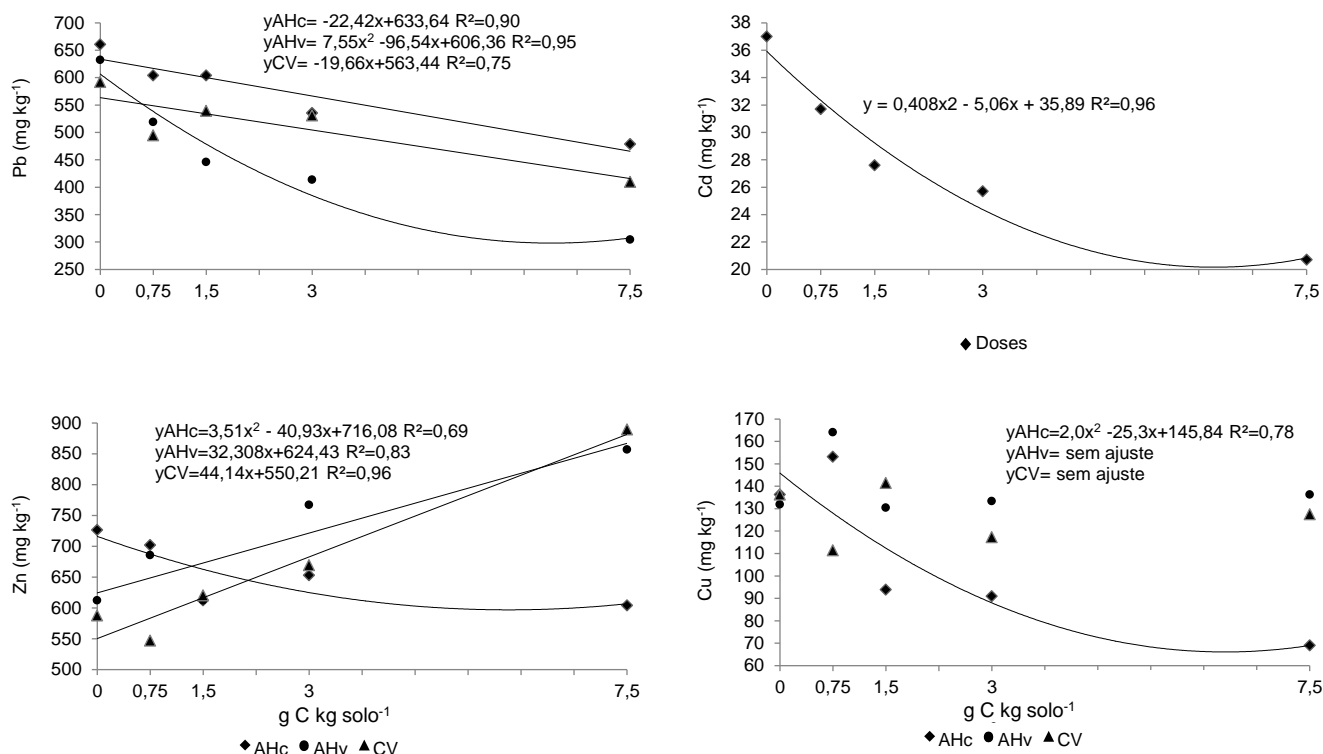 yAHc= -22,42x+633,64 R²=0,90
yAHv= 7,55x² -96,54x+606,36 R²=0,95
yCV= -19,66x+563,44 R²=0,75
Pb (mg kg⁻¹)
700
650
600
550
500
450
400
350
300
250
0 0,75 1,5 3 7,5
y = 0,408x2 - 5,06x + 35,89 R²=0,96
Cd (mg kg⁻¹)
38
36
34
32
30
28
26
24
22
20
0 0,75 1,5 3 7,5
Doses
yAHc=3,51x² - 40,93x+716,08 R²=0,69
yAHv=32,308x+624,43 R²=0,83
yCV=44,14x+550,21 R²=0,96
Zn (mg kg⁻¹)
900
850
800
750
700
650
600
550
500
0 0,75 1,5 3 7,5
g C kg solo⁻¹
AHc AHv CV
yAHc=2,0x² -25,3x+145,84 R²=0,78
yAHv= sem ajuste
yCV= sem ajuste
Cu (mg kg⁻¹)
170
160
150
140
130
120
110
100
90
80
70
60
0 0,75 1,5 3 7,5
g C kg solo⁻¹
AHc AHv CV